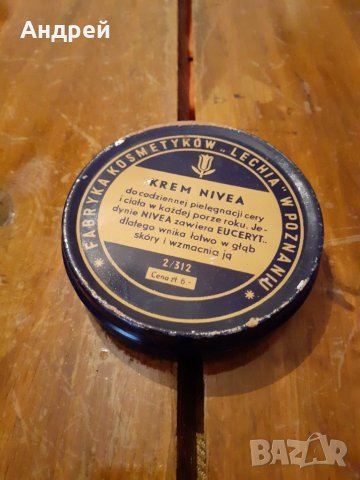 Андрей
FABRYKA KOSMETYKÓW „LECHIA" W POZNANIU
KREM NIVEA
do codziennej pielęgnacji cery
i ciała w każdej porze roku. Je-
dynie NIVEA zawiera EUCERYT..
dlatego wnika łatwo w głąb
skóry i wzmacnia ją
2/312
Cena zł 6.-
BAZAR